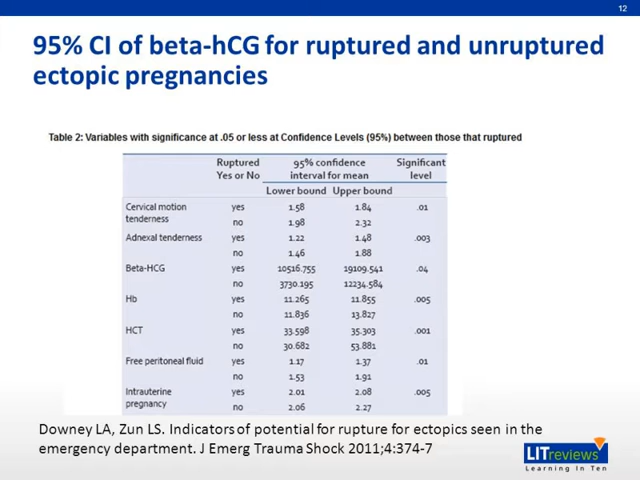 12
95% CI of beta-hCG for ruptured and unruptured
ectopic pregnancies
Table 2: Variables with significance at .05 or less at Confidence Levels (95%) between those that ruptured
Ruptured 95% confidence Significant
Yes or No interval for mean level
Lower bound Upper bound
Cervical motion yes 1.58 1.84 .01
tenderness no 1.98 2.32
Adnexal tenderness yes 1.22 1.48 .003
no 1.46 1.88
Beta-HCG yes 10516.755 19109.541 .04
no 3730.195 12234.584
Hb yes 11.265 11.855 .005
no 11.836 13.827
HCT yes 33.598 35.303 .001
no 30.682 53.881
Free peritoneal fluid yes 1.17 1.37 .01
no 1.53 1.91
Intrauterine yes 2.01 2.08 .005
pregnancy no 2.06 2.27
Downey LA, Zun LS. Indicators of potential for rupture for ectopics seen in the
emergency department. J Emerg Trauma Shock 2011;4:374-7
LITreviews
Learning In Ten